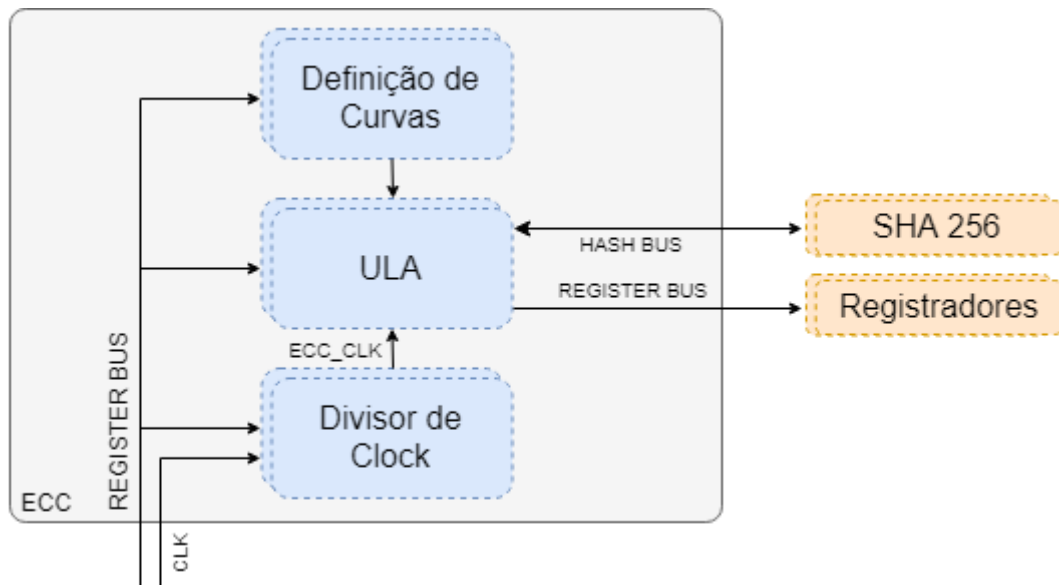 Definição de
Curvas
ULA
HASH BUS
SHA 256
REGISTER BUS
Registradores
ECC_CLK
Divisor de
Clock
REGISTER BUS
ECC
CLK